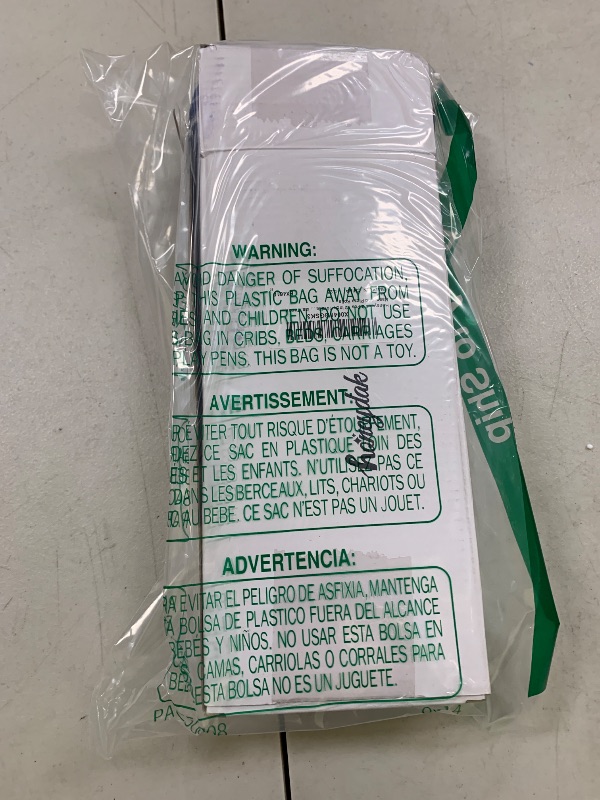 WARNING:
DANGER OF SUFFOCATION,
THIS PLASTIC BAG AWAY FROM
AND CHILDREN. DO NOT USE
BAG IN CRIBS, BEDS, CARRIAGES
PLAY PENS. THIS BAG IS NOT A TOY.
AVERTISSEMENT
TER TOUT RISQUE D'ÉTOUFFEMENT,
CE SAC EN PLASTIQUE LOIN DES
ET LES ENFANTS. N'UTILI PAS CE
DANS LES BERCEAUX, LITS, CHARIOTS OU
AU BEBE. CE SAC N'EST PAS UN JOUET.
honeyitak
ADVERTENCIA:
EVITAR EL PELIGRO DE ASFIXIA, MANTENGA
BOLSA DE PLASTICO FUERA DEL ALCANCE
BEBES Y NIÑOS. NO USAR ESTA BOLSA EN
CAMAS, CARRIOLAS O CORRALES PARA
ESTA BOLSA NO ES UN JUGUETE.
Ship